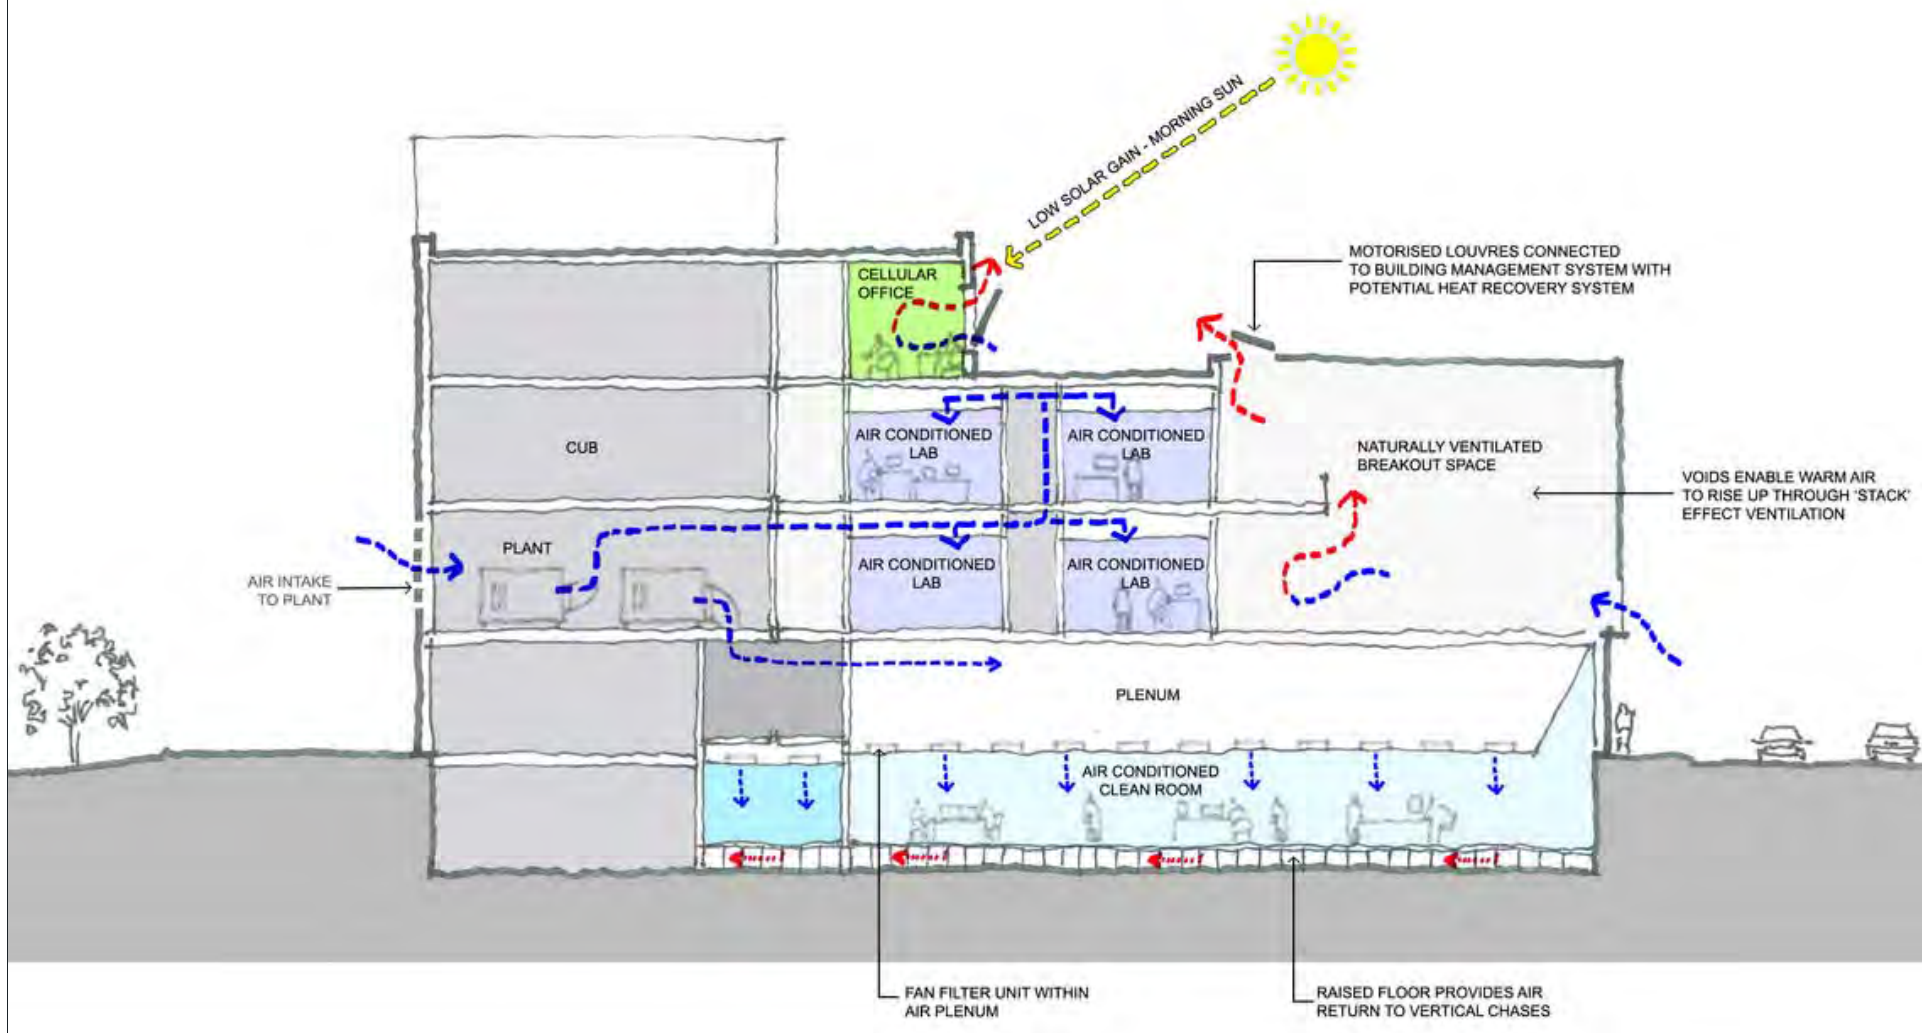 LOW SOLAR GAIN - MORNING SUN
MOTORISED LOUVRES CONNECTED
TO BUILDING MANAGEMENT SYSTEM WITH
POTENTIAL HEAT RECOVERY SYSTEM
CELLULAR
OFFICE
CUB
AIR CONDITIONED
LAB
AIR CONDITIONED
LAB
NATURALLY VENTILATED
BREAKOUT SPACE
VOIDS ENABLE WARM AIR
TO RISE UP THROUGH 'STACK'
EFFECT VENTILATION
PLANT
AIR CONDITIONED
LAB
AIR CONDITIONED
LAB
AIR INTAKE
TO PLANT
PLENUM
AIR CONDITIONED
CLEAN ROOM
FAN FILTER UNIT WITHIN
AIR PLENUM
RAISED FLOOR PROVIDES AIR
RETURN TO VERTICAL CHASES